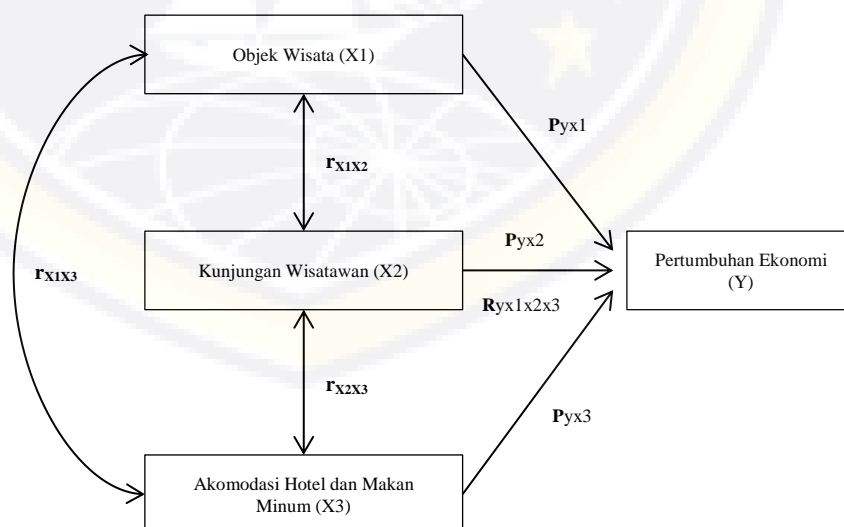 Objek Wisata (X1)
Pyx1
rX1X2
Kunjungan Wisatawan (X2)
Pyx2
Ryx1x2x3
Pertumbuhan Ekonomi
(Y)
rX1X3
rX2X3
Pyx3
Akomodasi Hotel dan Makan
Minum (X3)